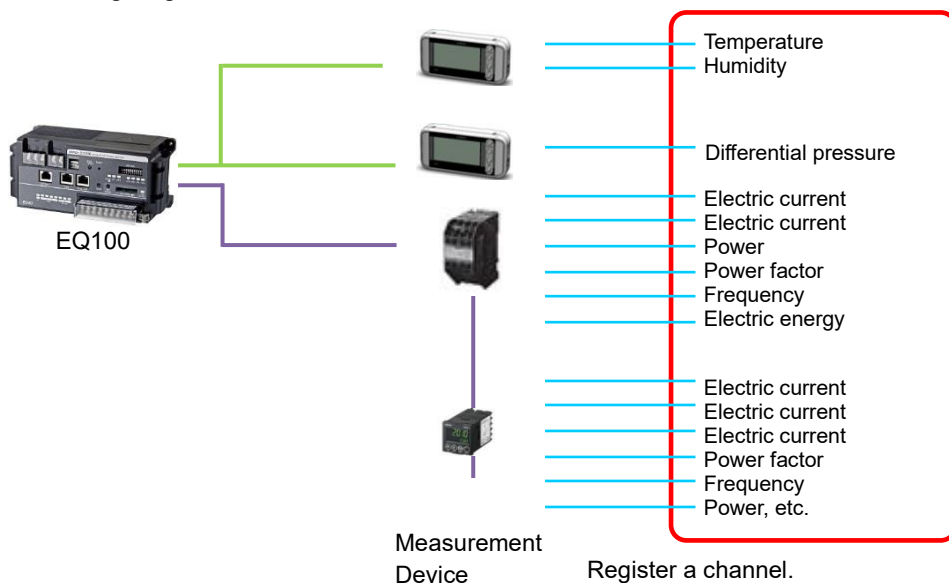 Temperature
Humidity
Differential pressure
Electric current
Electric current
Power
Power factor
Frequency
Electric energy
EQ100
Electric current
Electric current
Electric current
Power factor
Frequency
Power, etc.
Measurement
Device
Register a channel.